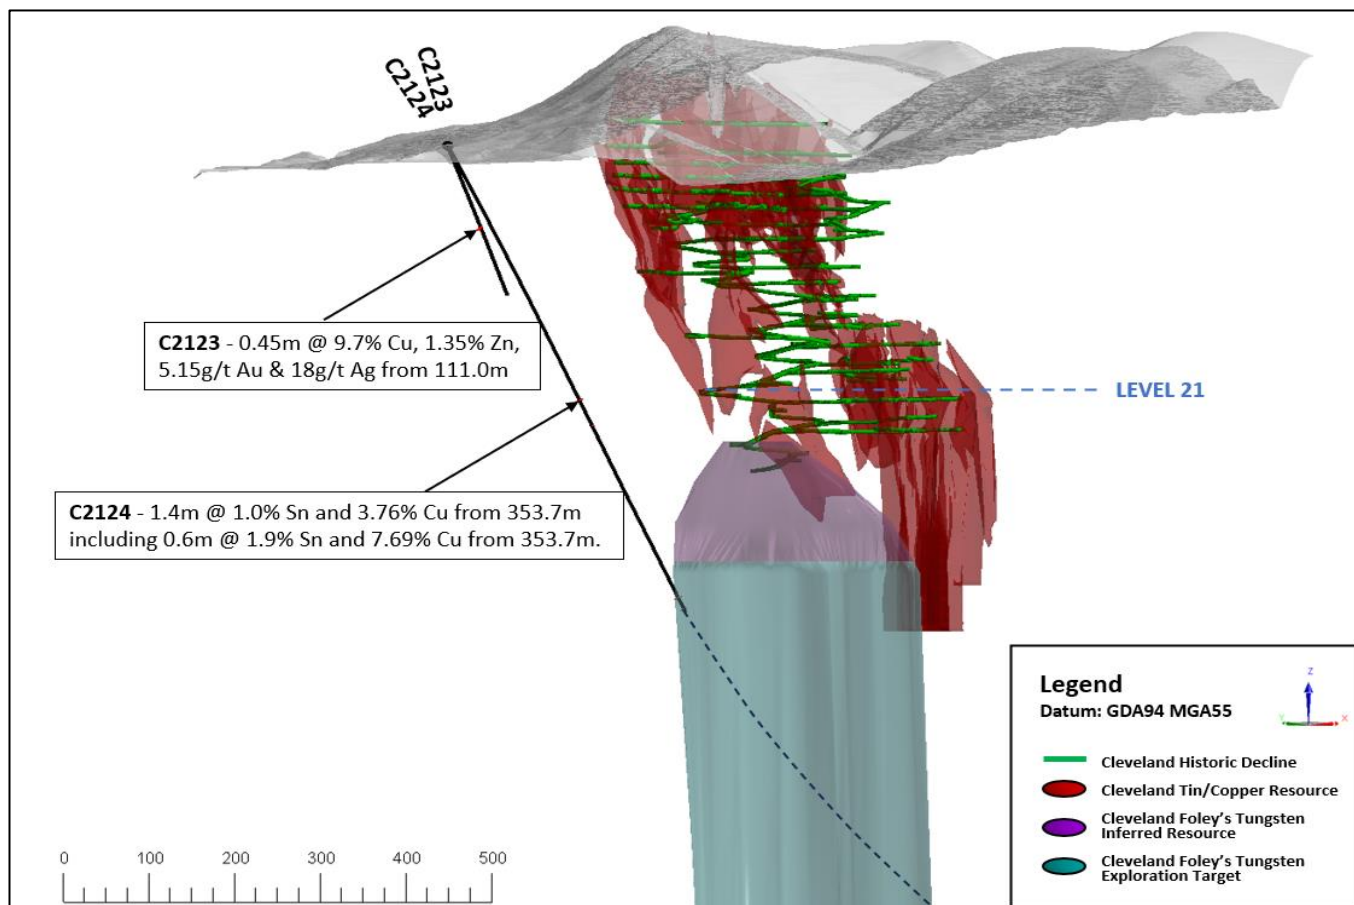 C2123
C2124
C2123 - 0.45m @ 9.7% Cu, 1.35% Zn,
5.15g/t Au & 18g/t Ag from 111.0m
LEVEL 21
C2124 - 1.4m @ 1.0% Sn and 3.76% Cu from 353.7m
including 0.6m @ 1.9% Sn and 7.69% Cu from 353.7m.
Legend
Datum: GDA94 MGA55
Z
Y
X
Cleveland Historic Decline
Cleveland Tin/Copper Resource
Cleveland Foley's Tungsten
Inferred Resource
Cleveland Foley's Tungsten
Exploration Target
0 100 200 300 400 500